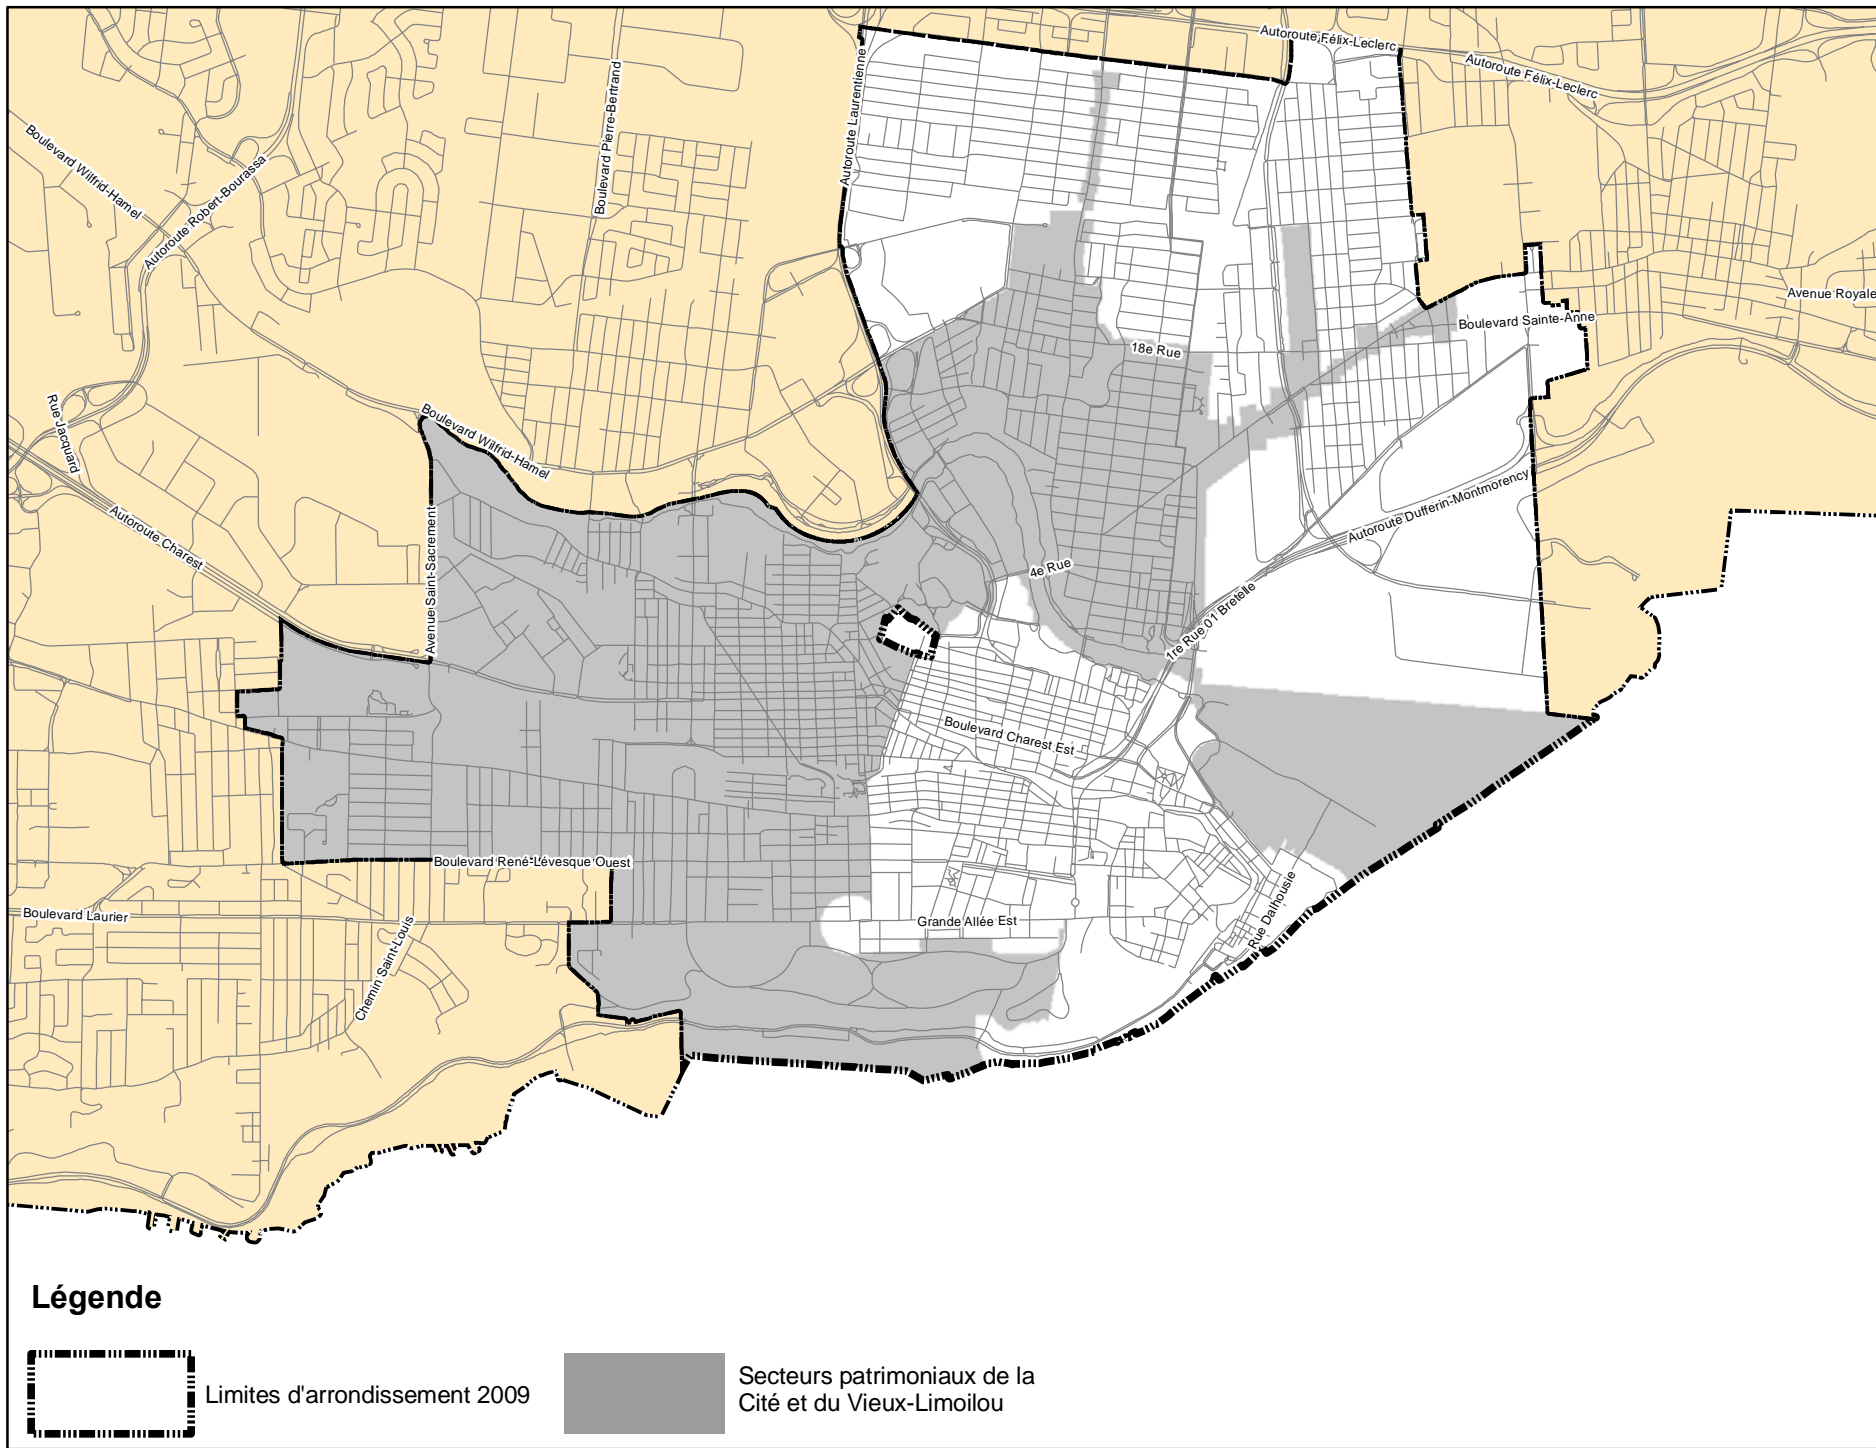 Autoroute Félix-Leclerc
Autoroute Félix-Leclerc
Autoroute Laurentienne
Boulevard Pierre-Bertrand
Boulevard Wilfrid-Hamel
Autoroute Robert-Bourassa
Avenue Royale
Boulevard Sainte-Anne
18e Rue
Rue Jacquard
Boulevard Wilfrid-Hamel
Autoroute Charest
Avenue Saint-Sacrement
Autoroute Dufferin-Montmorency
4e Rue
1re Rue 01 Bretelle
Boulevard Charest Est
Boulevard René-Lévesque Ouest
Boulevard Laurier
Chemin Saint-Louis
Grande Allée Est
Rue Dalhousie
Légende
Limites d'arrondissement 2009
Secteurs patrimoniaux de la
Cité et du Vieux-Limoilou